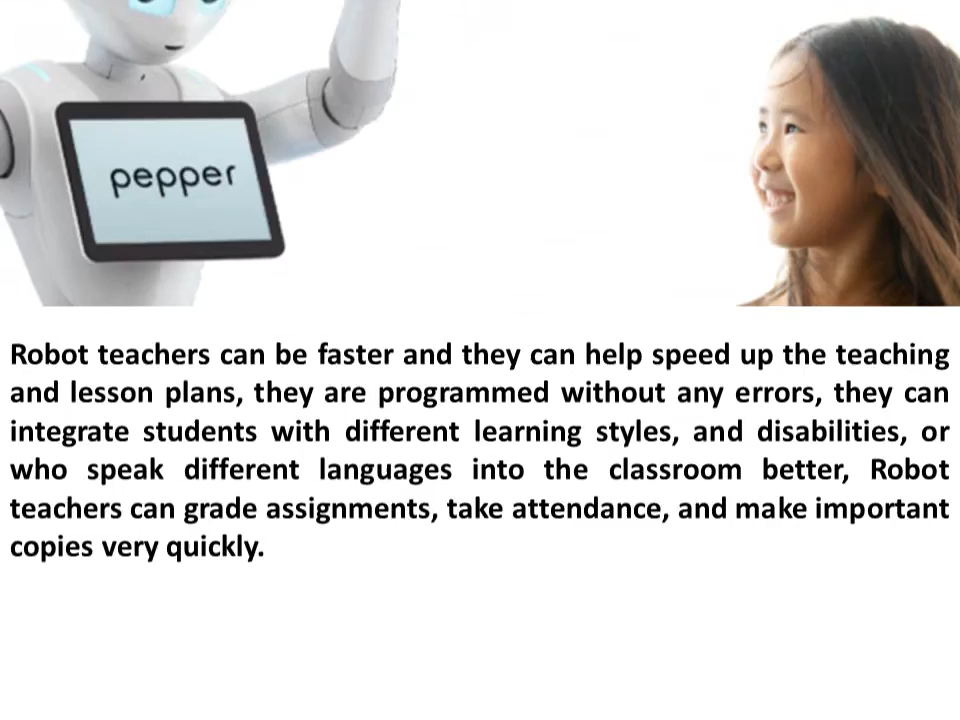 pepper
Robot teachers can be faster and they can help speed up the teaching
and lesson plans, they are programmed without any errors, they can
integrate students with different learning styles, and disabilities, or
who speak different languages into the classroom better, Robot
teachers can grade assignments, take attendance, and make important
copies very quickly.